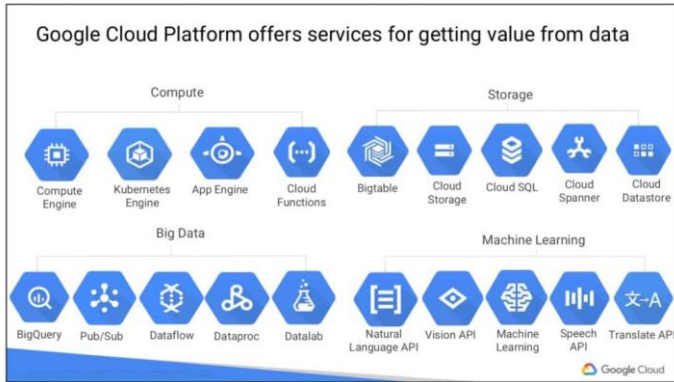 Google Cloud Platform offers services for getting value from data
Compute
Storage
Compute
Engine
Kubernetes
Engine
App Engine
Cloud
Functions
Bigtable
Cloud
Storage
Cloud SQL
Cloud
Spanner
Cloud
Datastore
Big Data
Machine Learning
BigQuery
Pub/Sub
Dataflow
Dataproc
Datalab
Natural
Language API
Vision API
Machine
Learning
Speech
API
文→A
Translate API
Google Cloud